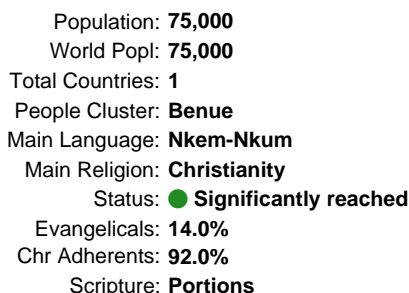 Population: 75,000
World Popl: 75,000
Total Countries: 1
People Cluster: Benue
Main Language: Nkem-Nkum
Main Religion: Christianity
Status: Significantly reached
Evangelicals: 14.0%
Chr Adherents: 92.0%
Scripture: Portions